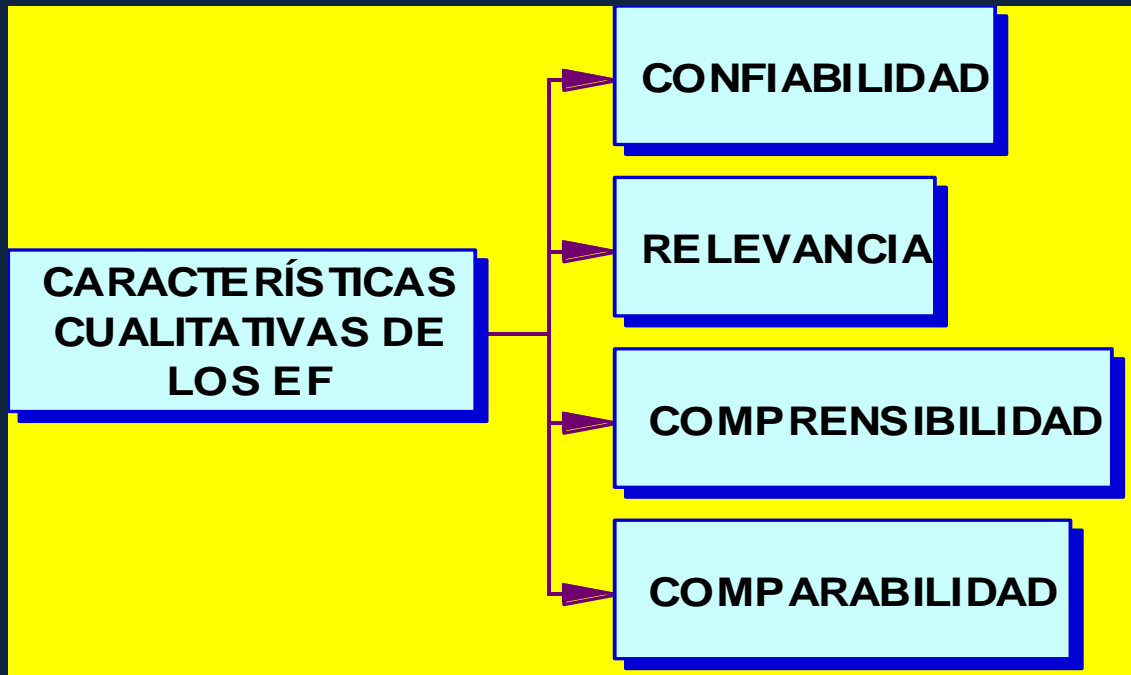 CONFIABILIDAD
RELEVANCIA
CARACTERÍSTICAS
CUALITATIVAS DE
LOS EF
COMPRENSIBILIDAD
COMPARABILIDAD